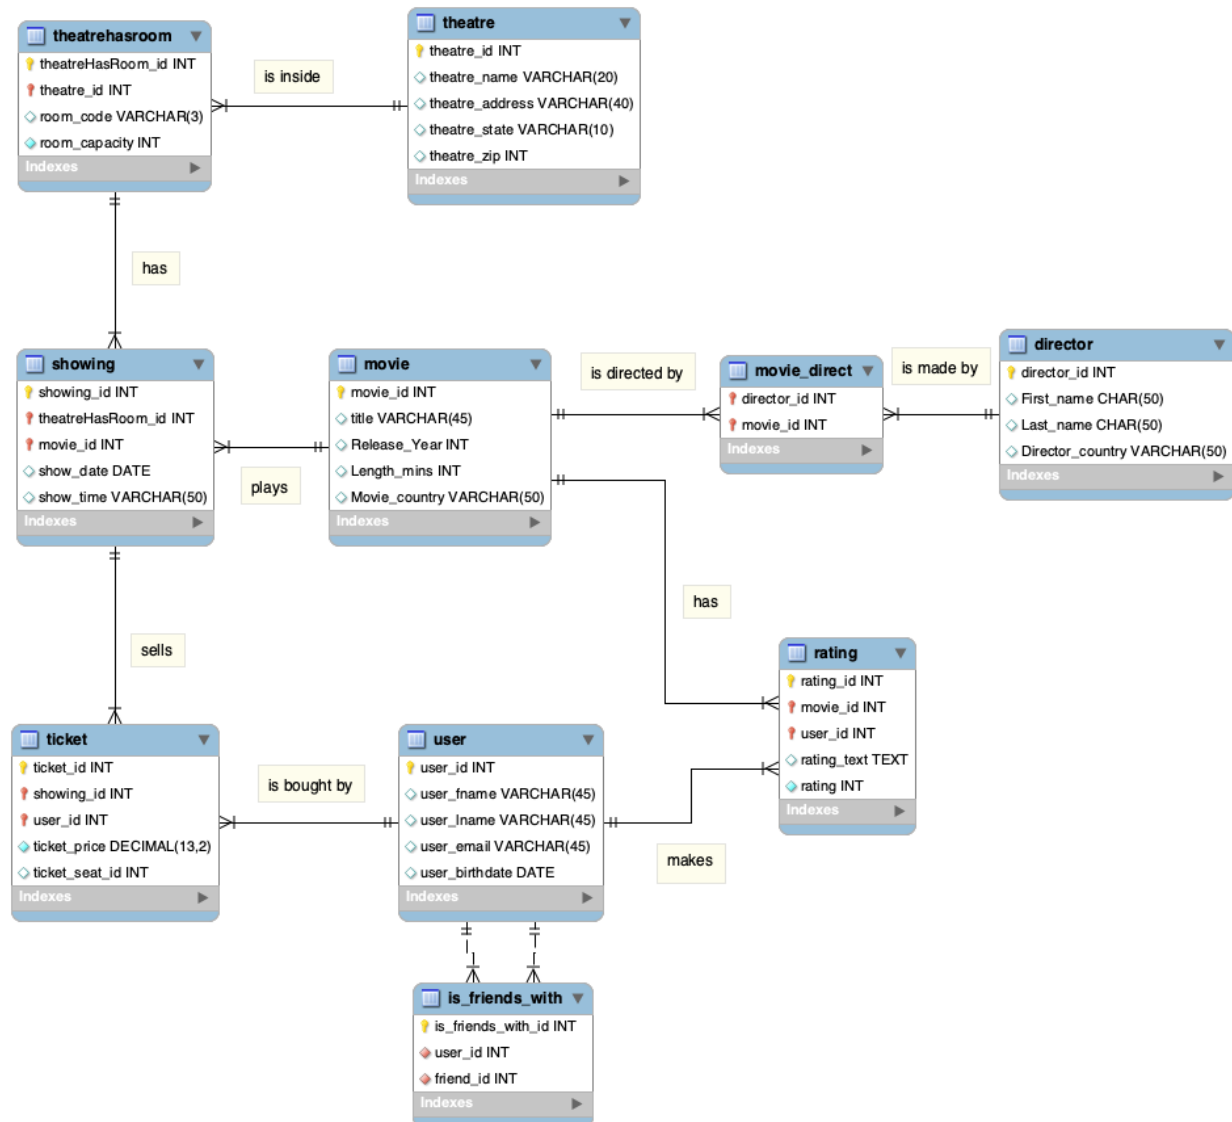 theatrehasroom
theatreHasRoom_id INT
theatre_id INT
room_code VARCHAR(3)
room_capacity INT
Indexes
is inside
theatre
theatre_id INT
theatre_name VARCHAR(20)
theatre_address VARCHAR(40)
theatre_state VARCHAR(10)
theatre_zip INT
Indexes
has
showing
showing_id INT
theatreHasRoom_id INT
movie_id INT
show_date DATE
show_time VARCHAR(50)
Indexes
plays
movie
movie_id INT
title VARCHAR(45)
Release_Year INT
Length_mins INT
Movie_country VARCHAR(50)
Indexes
is directed by
movie_direct
director_id INT
movie_id INT
Indexes
is made by
director
director_id INT
First_name CHAR(50)
Last_name CHAR(50)
Director_country VARCHAR(50)
Indexes
has
sells
rating
rating_id INT
movie_id INT
user_id INT
rating_text TEXT
rating INT
Indexes
ticket
ticket_id INT
showing_id INT
user_id INT
ticket_price DECIMAL(13,2)
ticket_seat_id INT
Indexes
is bought by
user
user_id INT
user_fname VARCHAR(45)
user_lname VARCHAR(45)
user_email VARCHAR(45)
user_birthdate DATE
Indexes
makes
is_friends_with
is_friends_with_id INT
user_id INT
friend_id INT
Indexes